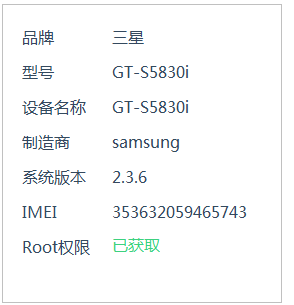 品牌 三星
型号 GT-S5830i
设备名称 GT-S5830i
制造商 samsung
系统版本 2.3.6
IMEI 353632059465743
Root权限 已获取